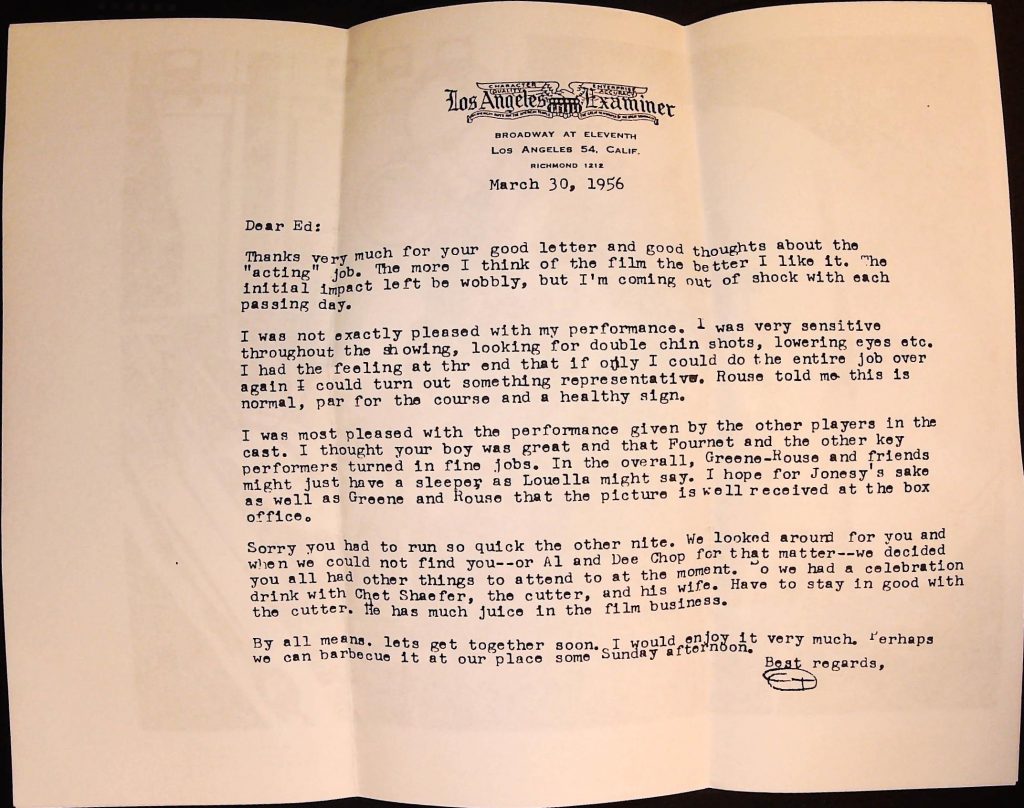 CHARACTER QUALITY
ENTERPRISE ACCURACY
Los Angeles Examiner
BROADWAY AT ELEVENTH
LOS ANGELES 54, CALIF.
RICHMOND 1212
March 30, 1956
Dear Ed:
Thanks very much for your good letter and good thoughts about the
"acting" job. The more I think of the film the better I like it. The
initial impact left be wobbly, but I'm coming out of shock with each
passing day.
I was not exactly pleased with my performance. I was very sensitive
throughout the showing, looking for double chin shots, lowering eyes etc.
I had the feeling at thr end that if only I could do the entire job over
again I could turn out something representative. Rouse told me this is
normal, par for the course and a healthy sign.
I was most pleased with the performance given by the other players in the
cast. I thought your boy was great and that Fournet and the other key
performers turned in fine jobs. In the overall, Greene-Rouse and friends
might just have a sleeper as Louella might say. I hope for Jonesy's sake
as well as Greene and Rouse that the picture is well received at the box
office.
Sorry you had to run so quick the other nite. We looked around for you and
when we could not find you--or Al and Dee Chop for that matter--we decided
you all had other things to attend to at the moment. So we had a celebration
drink with Chet Shaefer, the cutter, and his wife. Have to stay in good with
the cutter. He has much juice in the film business.
By all means. lets get together soon. I would enjoy it very much. Perhaps
we can barbecue it at our place some Sunday afternoon.
Best regards,